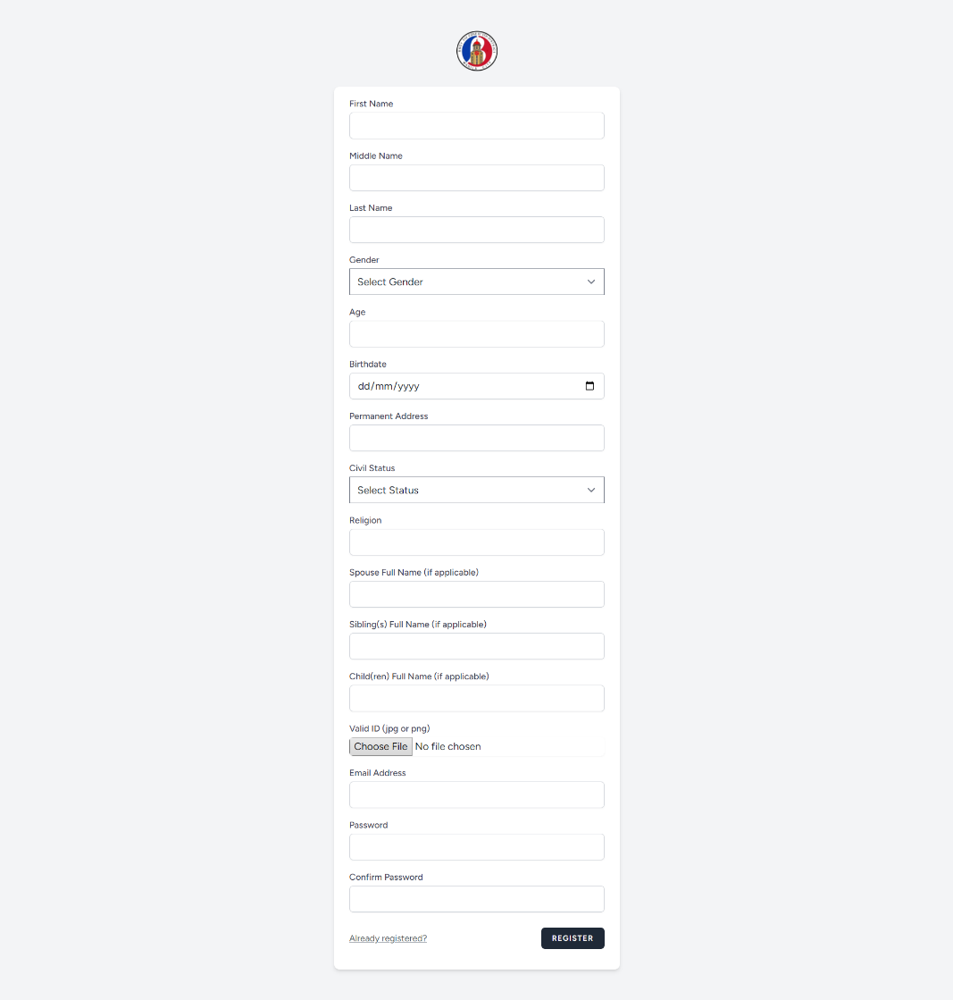 First Name
Middle Name
Last Name
Gender
Select Gender
Age
Birthdate
dd/mm/yyyy
Permanent Address
Civil Status
Select Status
Religion
Spouse Full Name (if applicable)
Sibling(s) Full Name (if applicable)
Child(ren) Full Name (if applicable)
Valid ID (jpg or png)
Choose File No file chosen
Email Address
Password
Confirm Password
Already registered? REGISTER